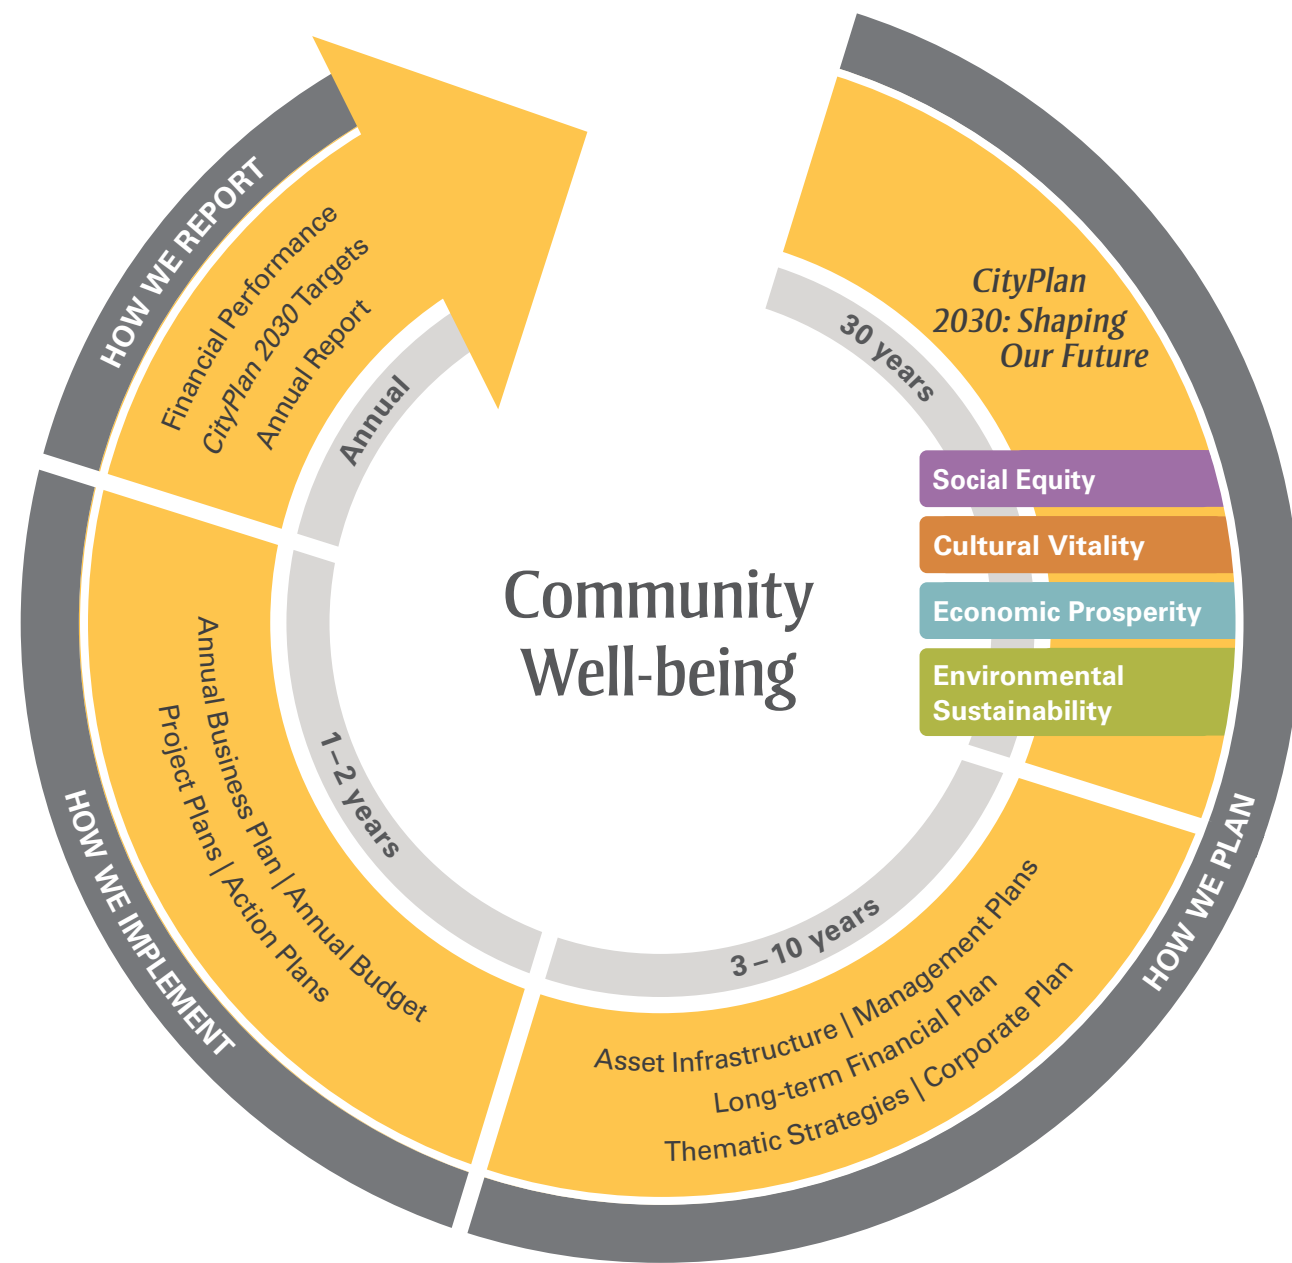 CityPlan
2030: Shaping
Our Future
30 years
Social Equity
Cultural Vitality
Economic Prosperity
Environmental
Sustainability
HOW WE PLAN
3–10 years
Asset Infrastructure | Management Plans
Long-term Financial Plan
Thematic Strategies | Corporate Plan
1–2 years
Annual Business Plan | Annual Budget
Project Plans | Action Plans
HOW WE IMPLEMENT
HOW WE REPORT
Financial Performance
CityPlan 2030 Targets
Annual Report
Annual
Community
Well-being